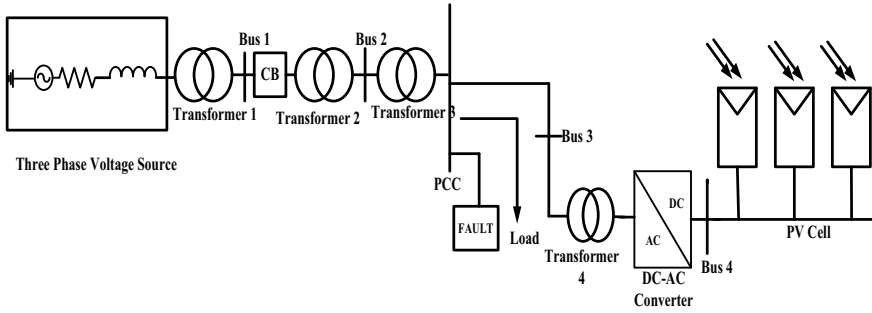 Three Phase Voltage Source
Transformer 1
Bus 1
CB
Transformer 2
Bus 2
Transformer 3
PCC
FAULT
Load
Bus 3
Transformer
4
DC
AC
DC-AC
Converter
Bus 4
PV Cell